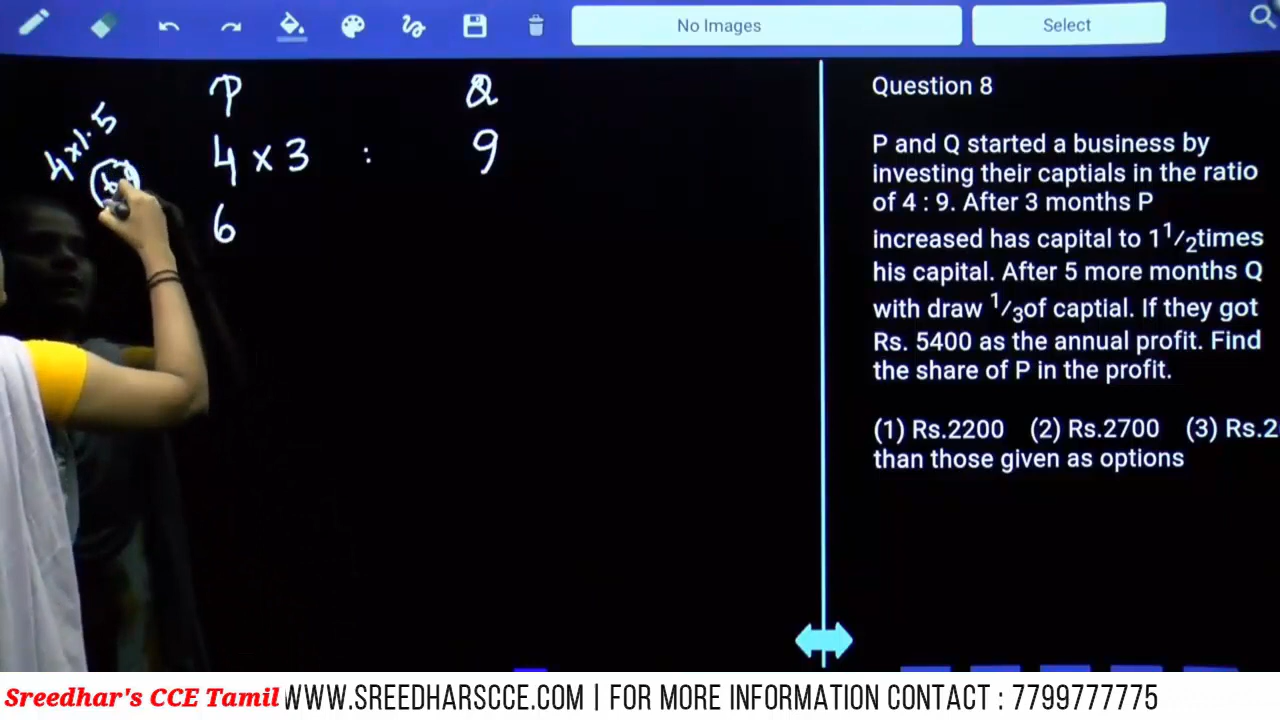 No Images
Select
P Q
4 × 3 : 9
4 × 1.5
6
Question 8
P and Q started a business by
investing their captials in the ratio
of 4 : 9. After 3 months P
increased has capital to 1 1/2times
his capital. After 5 more months Q
with draw 1/3of captial. If they got
Rs. 5400 as the annual profit. Find
the share of P in the profit.
(1) Rs.2200 (2) Rs.2700 (3) Rs.2
than those given as options
Sreedhar's CCE Tamil WWW.SREEDHARSCCE.COM | FOR MORE INFORMATION CONTACT : 7799777775